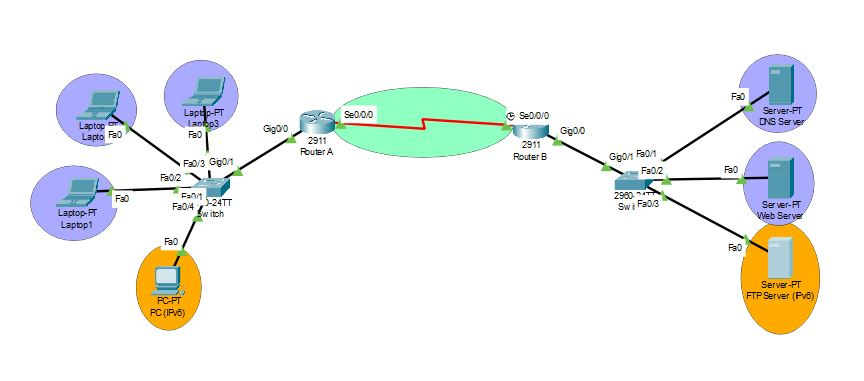 Laptop-PT
Fa0
Laptop-PT
Laptop3
Fa0
Laptop-PT
Laptop1
Fa0
Fa0/3
Gig0/1
Fa0/2
Fa0/1
Fa0/4
Switch
Fa0
PC-PT
PC (IPv6)
Gig0/0
2911
Router A
Se0/0/0
Se0/0/0
2911
Router B
Gig0/0
Gig0/1
Fa0/1
Fa0/2
Fa0/3
Fa0
Server-PT
DNS Server
Fa0
Server-PT
Web Server
Fa0
Server-PT
FTP Server (IPv6)